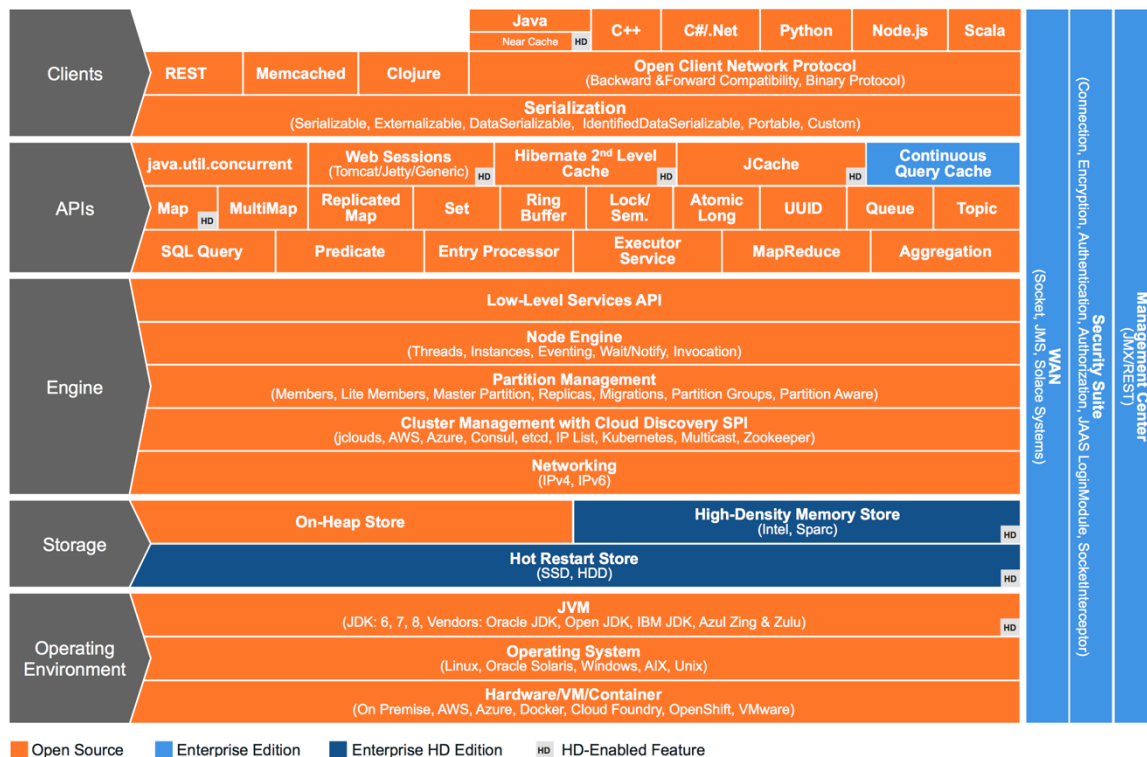 Clients
Java
Near Cache HD
C++
C#/.Net
Python
Node.js
Scala
REST
Memcached
Clojure
Open Client Network Protocol
(Backward &Forward Compatibility, Binary Protocol)
Serialization
(Serializable, Externalizable, DataSerializable, IdentifiedDataSerializable, Portable, Custom)
APIs
java.util.concurrent
Web Sessions
(Tomcat/Jetty/Generic)
HD
Hibernate 2nd Level
Cache
HD
JCache
HD
Continuous
Query Cache
Map
HD
MultiMap
Replicated
Map
Set
Ring
Buffer
Lock/
Sem.
Atomic
Long
UUID
Queue
Topic
SQL Query
Predicate
Entry Processor
Executor
Service
MapReduce
Aggregation
Engine
Low-Level Services API
Node Engine
(Threads, Instances, Eventing, Wait/Notify, Invocation)
Partition Management
(Members, Lite Members, Master Partition, Replicas, Migrations, Partition Groups, Partition Aware)
Cluster Management with Cloud Discovery SPI
(jclouds, AWS, Azure, Consul, etcd, IP List, Kubernetes, Multicast, Zookeeper)
Networking
(IPv4, IPv6)
Storage
On-Heap Store
High-Density Memory Store
(Intel, Sparc)
HD
Hot Restart Store
(SSD, HDD)
HD
Operating
Environment
JVM
(JDK: 6, 7, 8, Vendors: Oracle JDK, Open JDK, IBM JDK, Azul Zing & Zulu)
HD
Operating System
(Linux, Oracle Solaris, Windows, AIX, Unix)
Hardware/VM/Container
(On Premise, AWS, Azure, Docker, Cloud Foundry, OpenShift, VMware)
WAN
(Socket, JMS, Solace Systems)
Security Suite
(Connection, Encryption, Authentication, Authorization, JAAS LoginModule, SocketInterceptor)
Management Center
(JMX/REST)
Open Source
Enterprise Edition
Enterprise HD Edition
HD HD-Enabled Feature